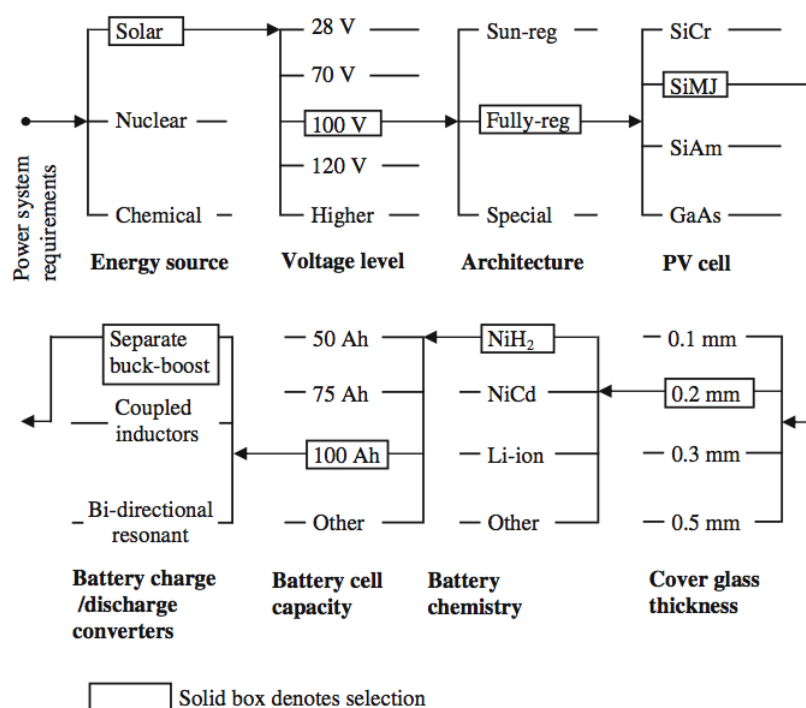 Power system
requirements
Solar
Nuclear
Chemical
Energy source
28 V
70 V
100 V
120 V
Higher
Voltage level
Sun-reg
Fully-reg
Special
Architecture
SiCr
SiMJ
SiAm
GaAs
PV cell
Separate
buck-boost
Coupled
inductors
Bi-directional
resonant
Battery charge
/discharge
converters
50 Ah
75 Ah
100 Ah
Other
Battery cell
capacity
NiH₂
NiCd
Li-ion
Other
Battery
chemistry
0.1 mm
0.2 mm
0.3 mm
0.5 mm
Cover glass
thickness
Solid box denotes selection